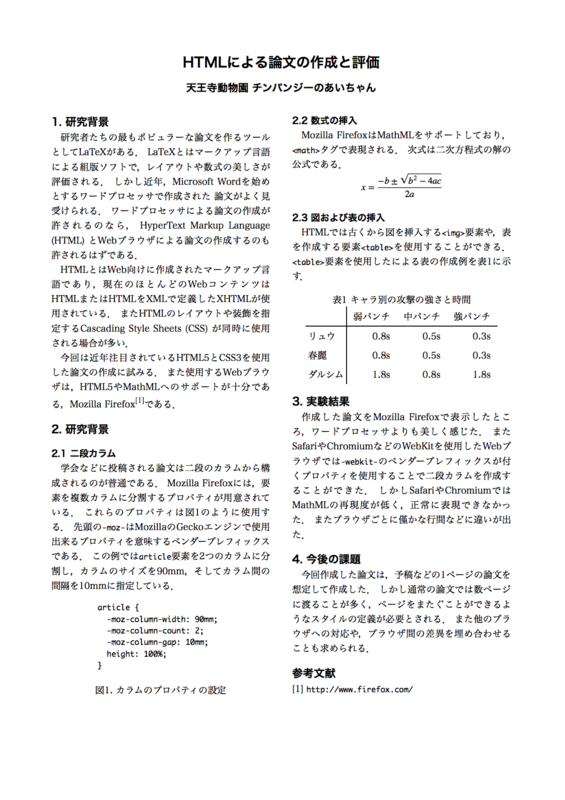 HTMLによる論文の作成と評価
天王寺動物園 チンパンジーのあいちゃん
1. 研究背景
研究者たちの最もポピュラーな論文を作るツール
としてLaTeXがある． LaTeXとはマークアップ言語
による組版ソフトで，レイアウトや数式の美しさが
評価される． しかし近年，Microsoft Wordを始め
とするワードプロセッサで作成された 論文がよく見
受けられる． ワードプロセッサによる論文の作成が
許されるのなら， HyperText Markup Language
(HTML) とWebブラウザによる論文の作成するのも
許されるはずである．
HTMLとはWeb向けに作成されたマークアップ言
語であり，現在のほとんどのWebコンテンツは
HTMLまたはHTMLをXMLで定義したXHTMLが
使用されている． またHTMLのレイアウトや装飾を指
定するCascading Style Sheets (CSS) が同時に使用
される場合が多い．
今回は近年注目されているHTML5とCSS3を使用
した論文の作成に試みる． また使用するWebブラウ
ザは，HTML5やMathMLへのサポートが十分であ
る，Mozilla Firefox[1]である．
2. 研究背景
2.1 二段カラム
学会などに投稿される論文は二段のカラムから構
成されるのが普通である． Mozilla Firefoxには，要
素を複数カラムに分割するプロパティが用意されて
いる． これらのプロパティは図1のように使用す
る． 先頭の-moz-はMozillaのGeckoエンジンで使用
出来るプロパティを意味するベンダープレフィックス
である． この例ではarticle要素を2つのカラムに分
割し，カラムのサイズを90mm，そしてカラム間の
間隔を10mmに指定している．
article {
-moz-column-width: 90mm;
-moz-column-count: 2;
-moz-column-gap: 10mm;
height: 100%;
}
図1. カラムのプロパティの設定
2.2 数式の挿入
Mozilla FirefoxはMathMLをサポートしており，
<math>タグで表現される． 次式は二次方程式の解の
公式である．
x = (-b ± √(b² − 4ac)) / 2a
2.3 図および表の挿入
HTMLでは古くから図を挿入する<img>要素や，表
を作成する要素<table>を使用することができる．
<table>要素を使用したによる表の作成例を表1に示
す．
表1 キャラ別の攻撃の強さと時間
弱パンチ 中パンチ 強パンチ
リュウ 0.8s 0.5s 0.3s
春麗 0.8s 0.5s 0.3s
ダルシム 1.8s 0.8s 1.8s
3. 実験結果
作成した論文をMozilla Firefoxで表示したとこ
ろ，ワードプロセッサよりも美しく感じた． また
SafariやChromiumなどのWebKitを使用したWebブ
ラウザでは-webkit-のベンダープレフィックスが付
くプロパティを使用することで二段カラムを作成す
ることができた． しかしSafariやChromiumでは
MathMLの再現度が低く，正常に表現できなかっ
た． またブラウザごとに僅かな行間などに違いが出
た．
4. 今後の課題
今回作成した論文は，予稿などの1ページの論文を
想定して作成した． しかし通常の論文では数ページ
に渡ることが多く，ページをまたぐことができるよ
うなスタイルの定義が必要とされる． また他のブラ
ウザへの対応や，ブラウザ間の差異を埋め合わせる
ことも求められる．
参考文献
[1] http://www.firefox.com/